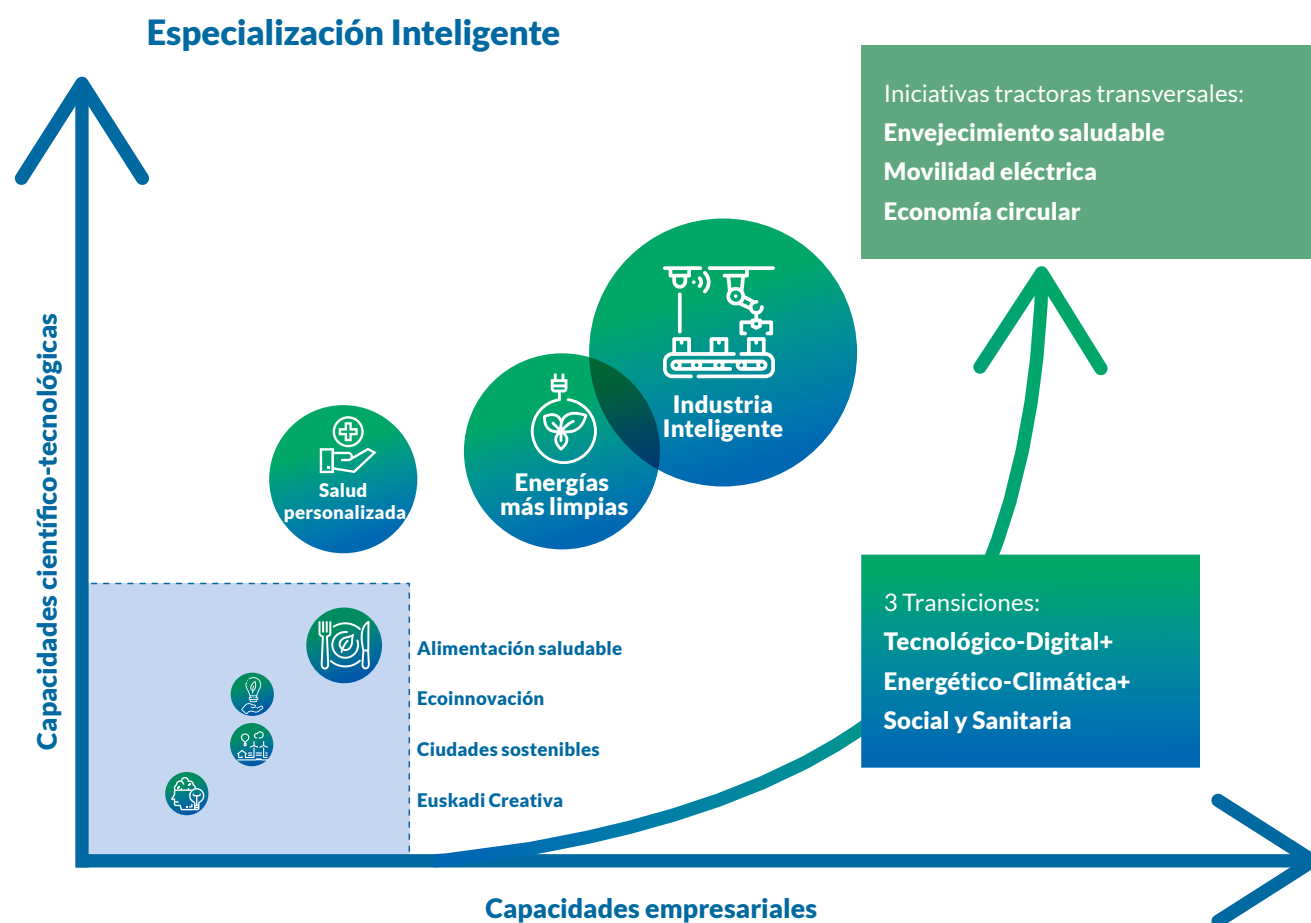 Especialización Inteligente
Iniciativas tractoras transversales:
Envejecimiento saludable
Movilidad eléctrica
Economía circular
Capacidades científico-tecnológicas
Industria
Inteligente
Energías
más limpias
Salud
personalizada
3 Transiciones:
Tecnológico-Digital+
Energético-Climática+
Social y Sanitaria
Alimentación saludable
Ecoinnovación
Ciudades sostenibles
Euskadi Creativa
Capacidades empresariales